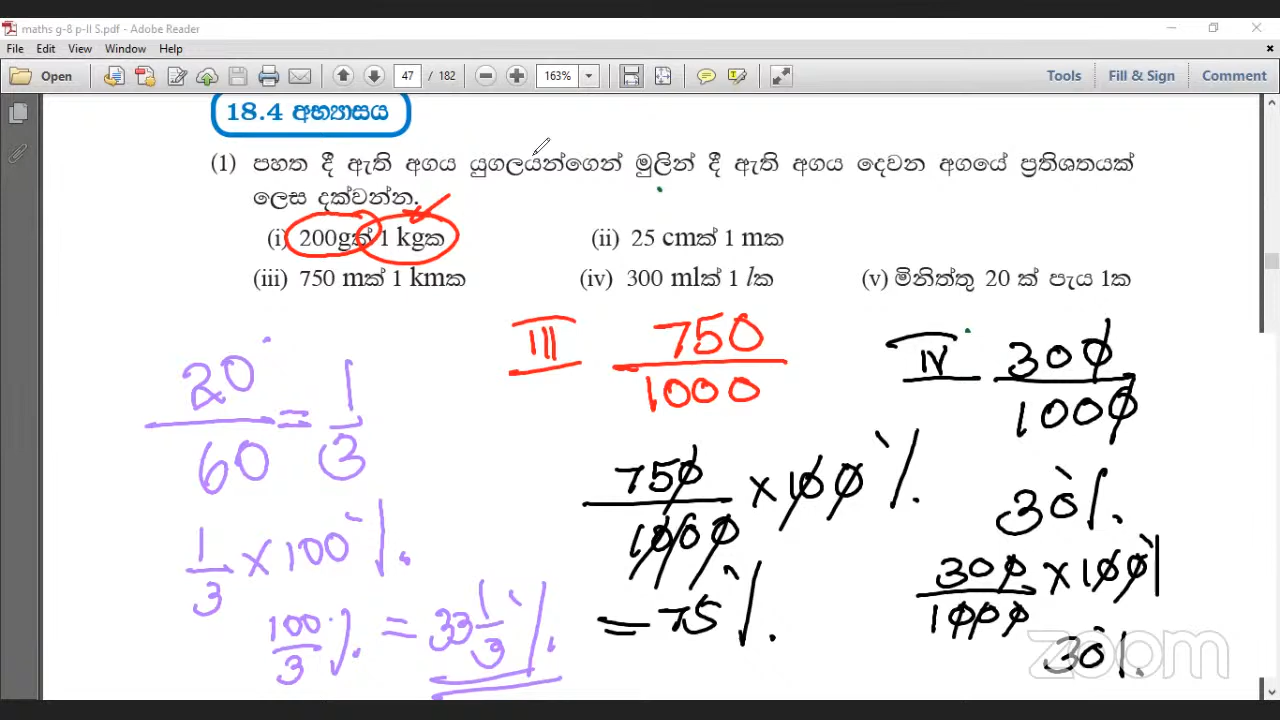 maths g-8 p-II S.pdf - Adobe Reader
File Edit View Window Help
Open 47 / 182 163% Tools Fill & Sign Comment
18.4 අභ්‍යාසය
(1) පහත දී ඇති අගය යුගලයන්ගෙන් මුලින් දී ඇති අගය දෙවන අගයේ ප්‍රතිශතයක්
ලෙස දක්වන්න.
(i) 200gක් 1 kgක (ii) 25 cmක් 1 mක
(iii) 750 mක් 1 kmක (iv) 300 mlක් 1 lක (v) මිනිත්තු 20 ක් පැය 1ක
III 750/1000
IV 300/1000
30%
300/1000 × 100%
30%
750/1000 × 100%
= 75%
20/60 = 1/3
1/3 × 100%
100/3 % = 33 1/3 %
zoom